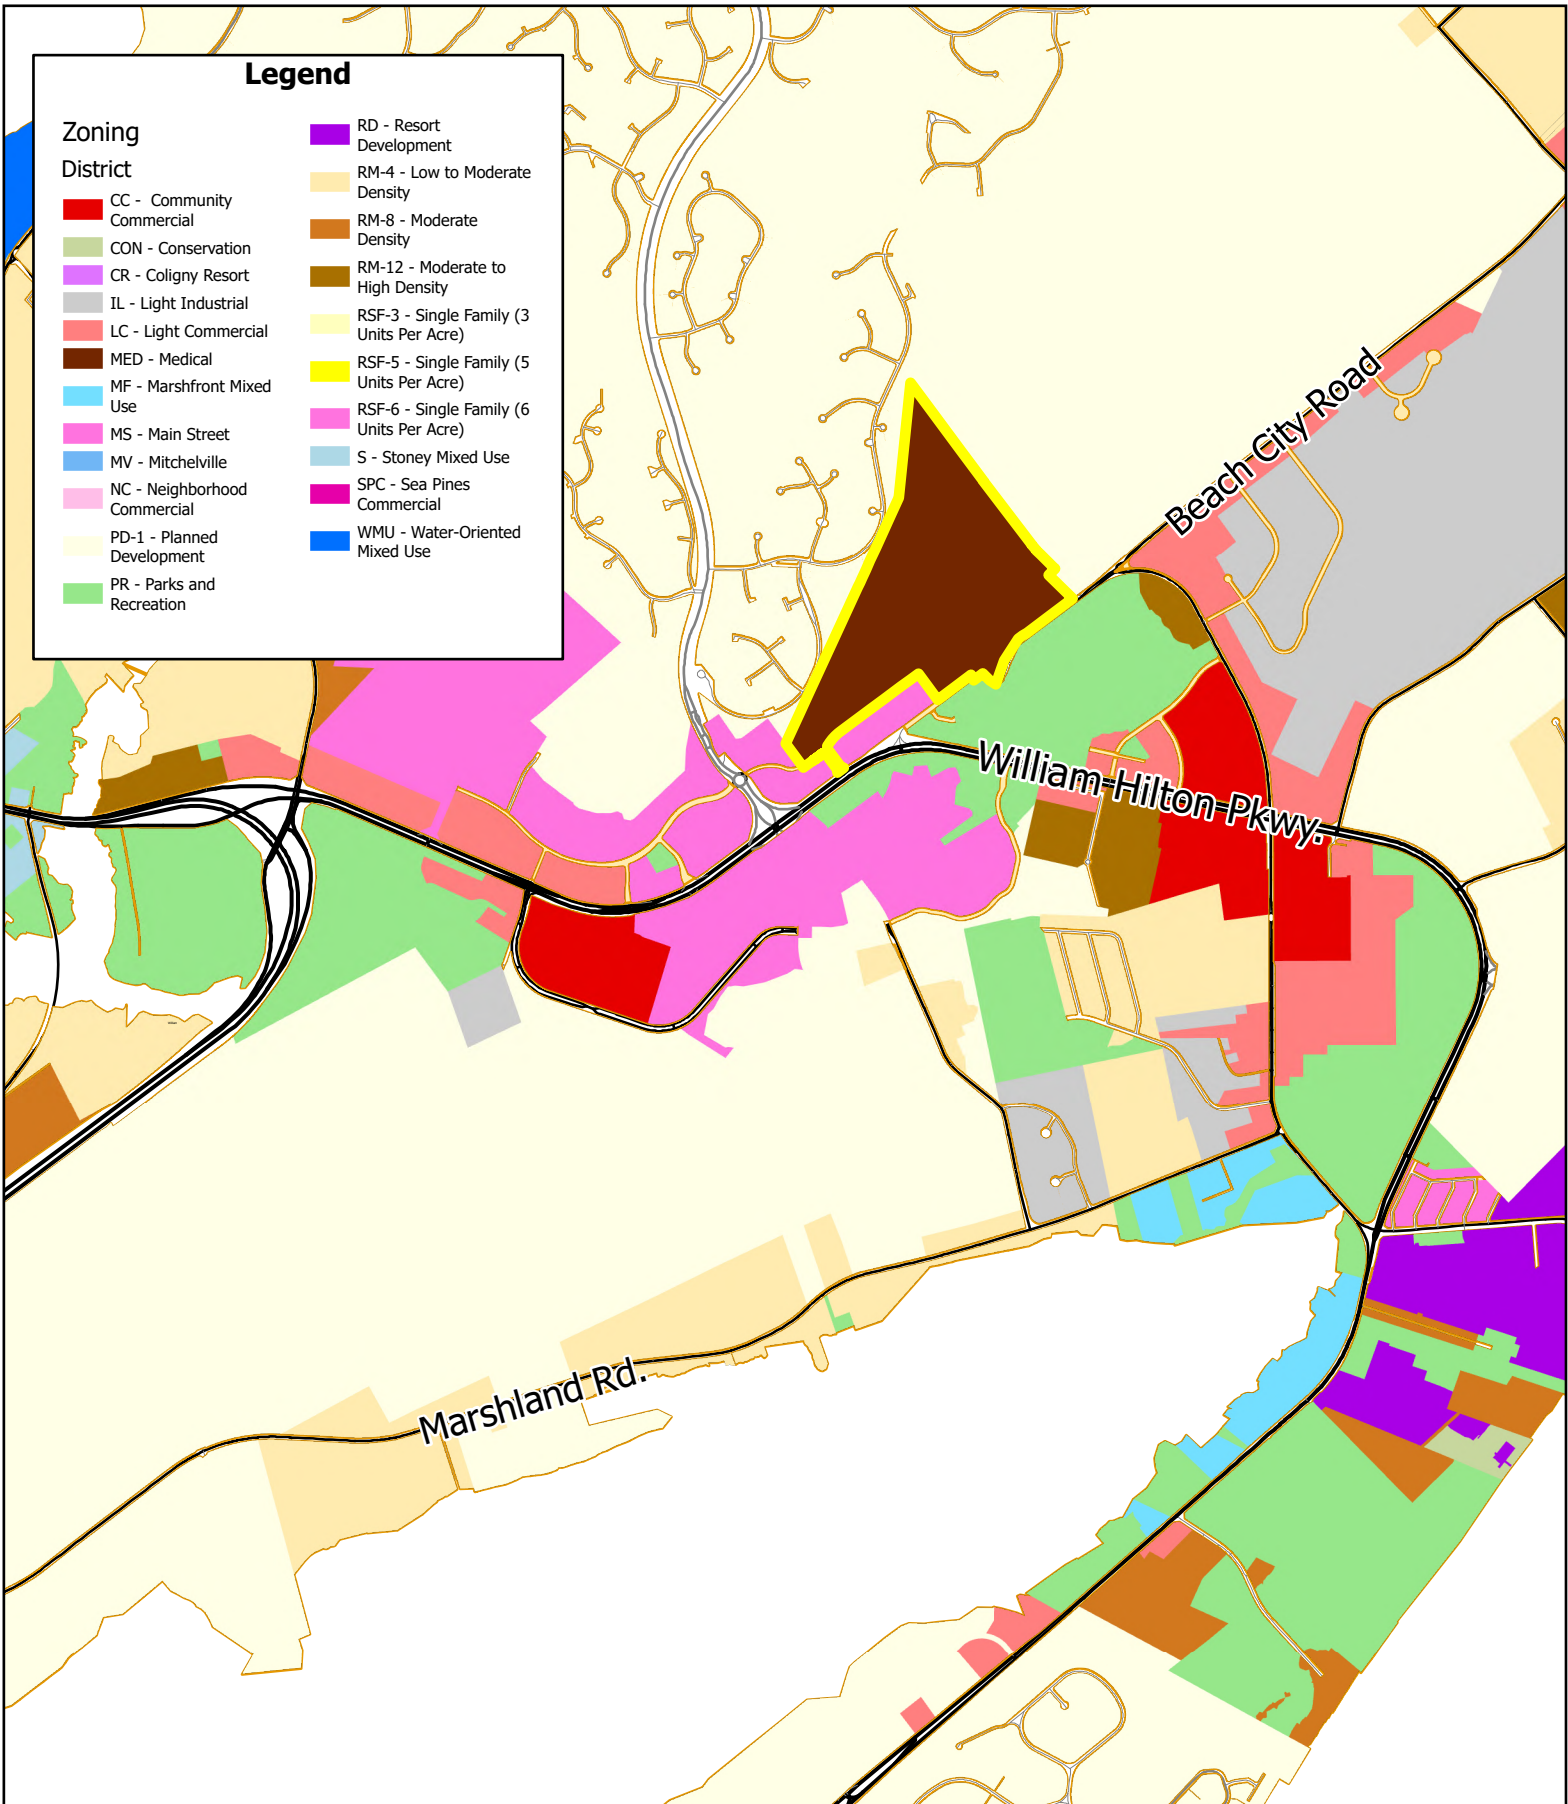 Legend
Zoning
District
CC - Community
Commercial
CON - Conservation
CR - Coligny Resort
IL - Light Industrial
LC - Light Commercial
MED - Medical
MF - Marshfront Mixed
Use
MS - Main Street
MV - Mitchelville
NC - Neighborhood
Commercial
PD-1 - Planned
Development
PR - Parks and
Recreation
RD - Resort
Development
RM-4 - Low to Moderate
Density
RM-8 - Moderate
Density
RM-12 - Moderate to
High Density
RSF-3 - Single Family (3
Units Per Acre)
RSF-5 - Single Family (5
Units Per Acre)
RSF-6 - Single Family (6
Units Per Acre)
S - Stoney Mixed Use
SPC - Sea Pines
Commercial
WMU - Water-Oriented
Mixed Use
Beach City Road
William Hilton Pkwy.
Marshland Rd.